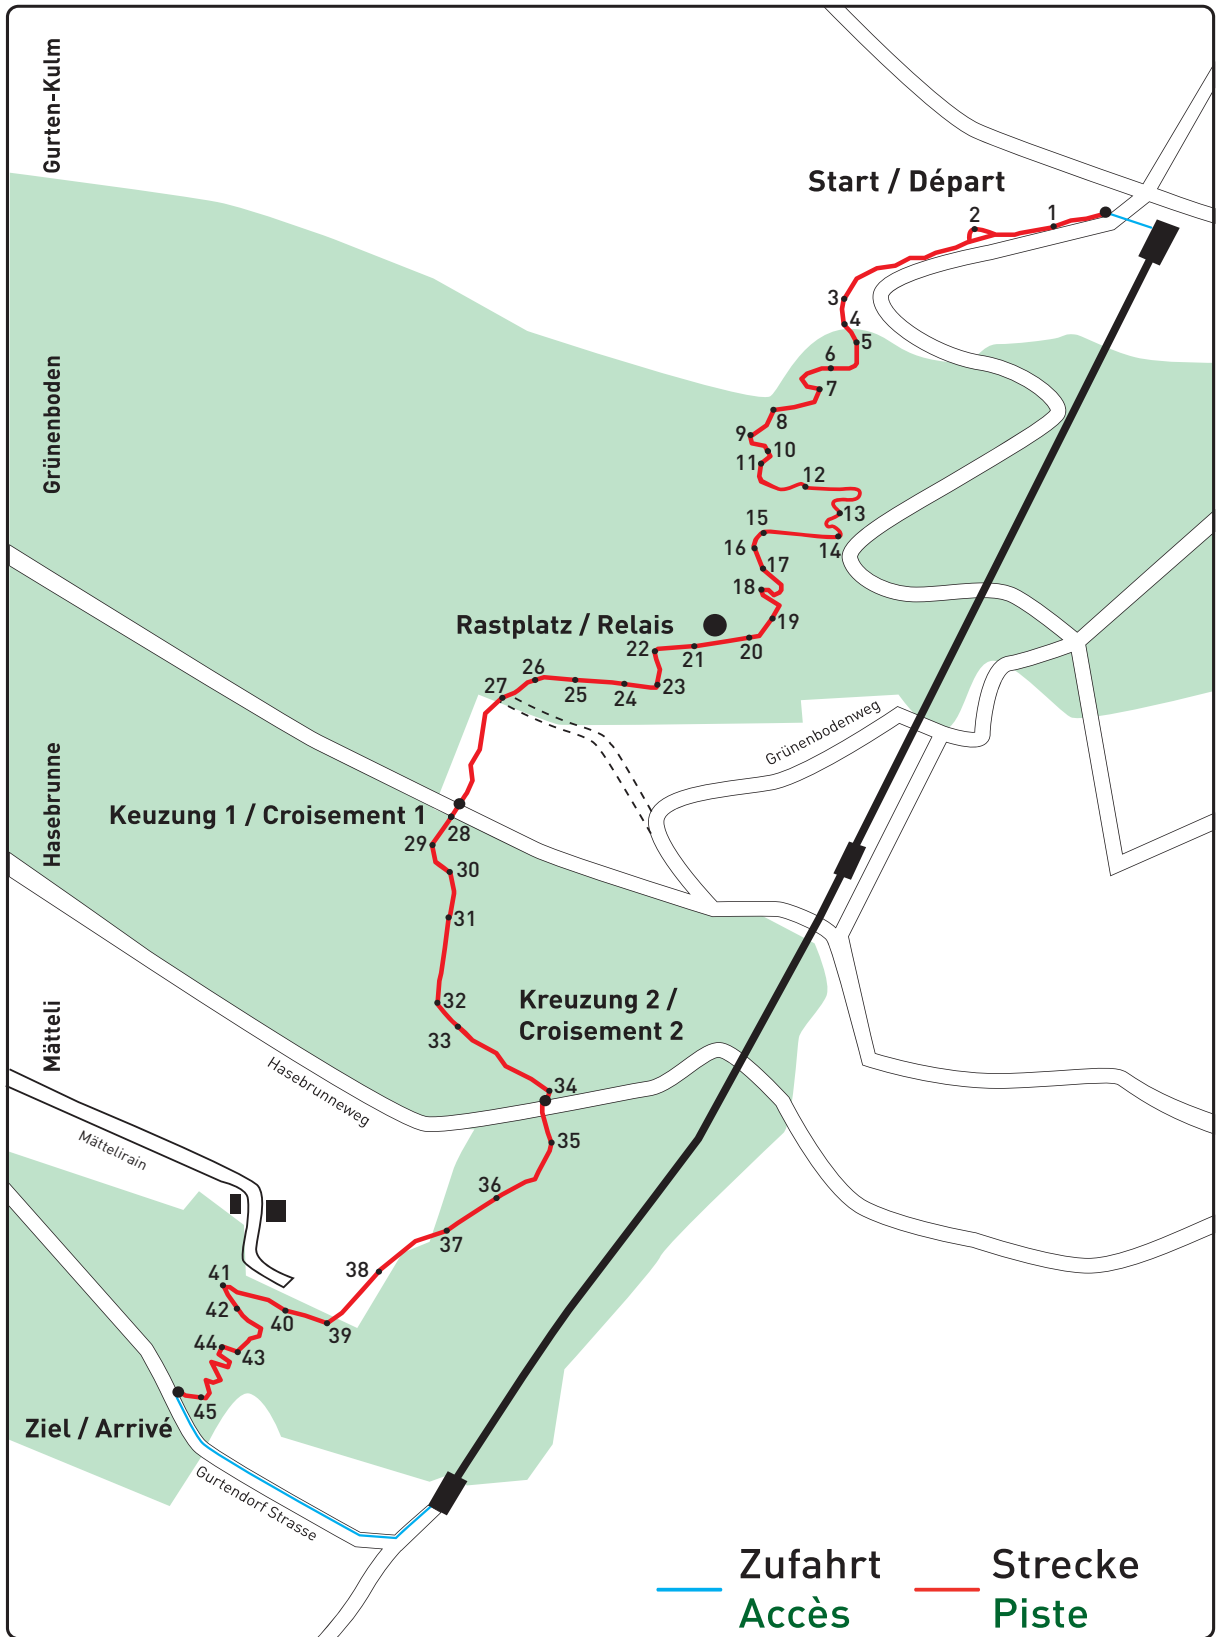 Gurten-Kulm
Start / Départ
1
2
3
4
5
6
7
8
9
10
11
12
13
14
15
16
17
18
19
Grünenboden
Rastplatz / Relais
20
21
22
23
24
25
26
27
Grünenbodenweg
Hasebrunne
Keuzung 1 / Croisement 1
28
29
30
31
32
33
Kreuzung 2 /
Croisement 2
34
Mätteli
Hasebrunneweg
Mättelirain
35
36
37
38
39
40
41
42
43
44
45
Ziel / Arrivé
Gurtendorf Strasse
Zufahrt
Accès
Strecke
Piste